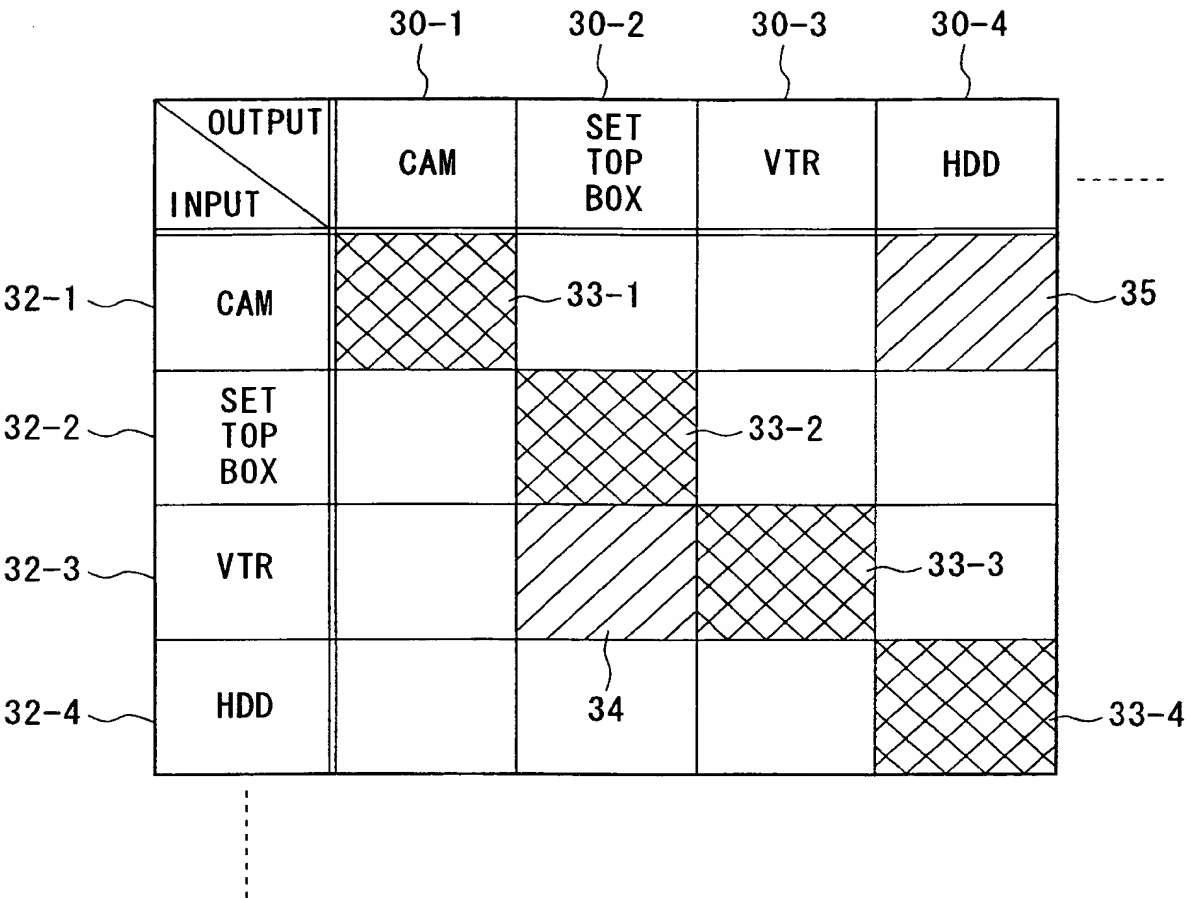 30-1 30-2 30-3 30-4
OUTPUT
INPUT
CAM
SET
TOP
BOX
VTR
HDD
32-1 CAM 33-1 35
SET
32-2 TOP 33-2
BOX
32-3 VTR 33-3
32-4 HDD 34 33-4